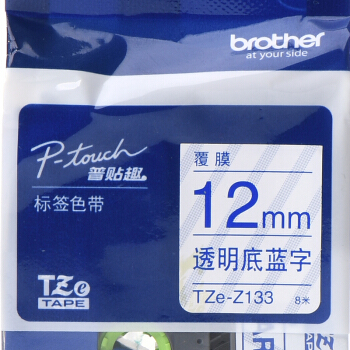 brother
at your side
P-touch
普贴趣
标签色带
TZe
TAPE
覆膜
12mm
透明底蓝字
TZe-Z133 8米